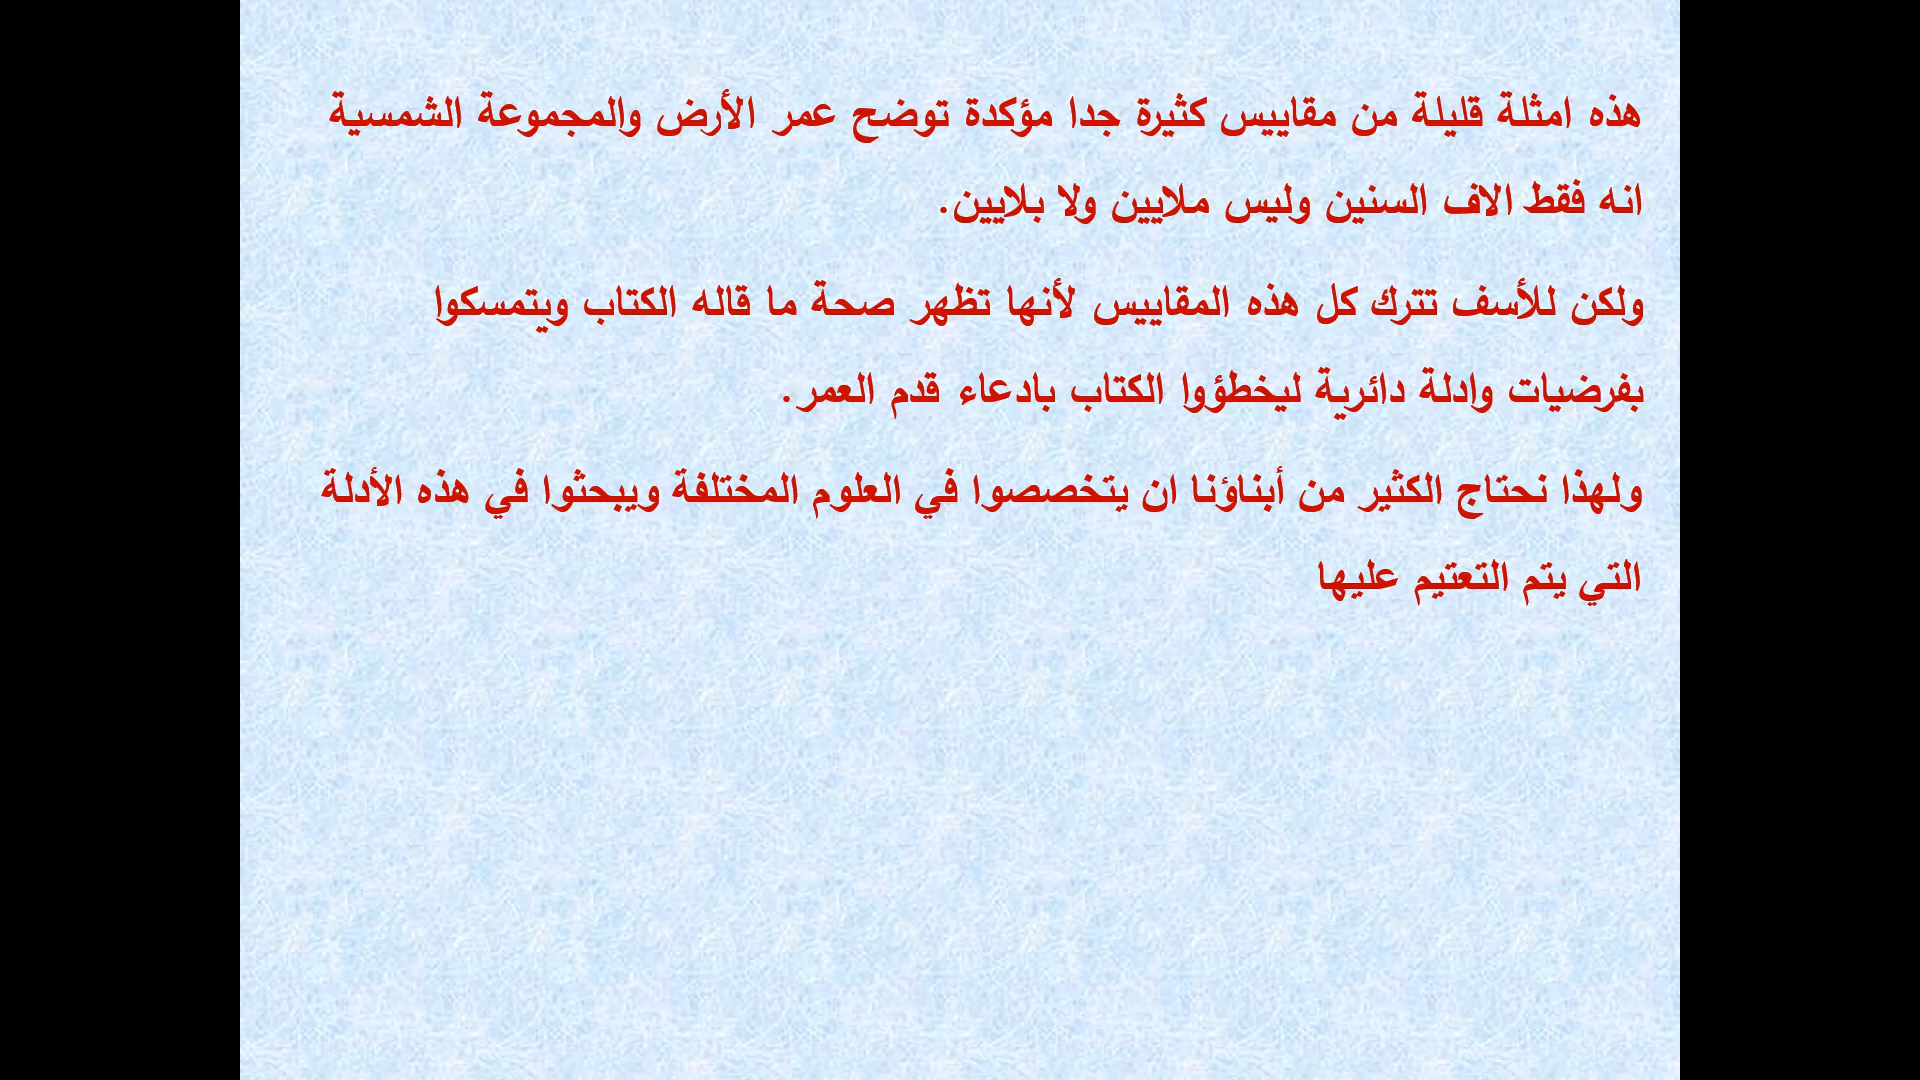 هذه امثلة قليلة من مقاييس كثيرة جدا مؤكدة توضح عمر الأرض والمجموعة الشمسية
انه فقط الاف السنين وليس ملايين ولا بلايين.
ولكن للأسف تترك كل هذه المقاييس لأنها تظهر صحة ما قاله الكتاب ويتمسكوا
بفرضيات وادلة دائرية ليخطؤوا الكتاب بادعاء قدم العمر.
ولهذا نحتاج الكثير من أبناؤنا ان يتخصصوا في العلوم المختلفة ويبحثوا في هذه الأدلة
التي يتم التعتيم عليها